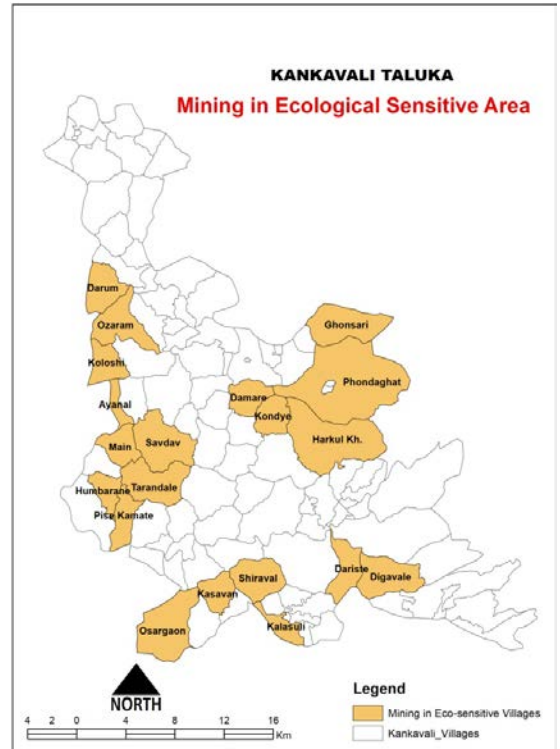 KANKAVALI TALUKA
Mining in Ecological Sensitive Area
Darum
Ozaram
Ghonsari
Koloshi
Phondaghat
Ayanal
Damare
Kondye
Main
Savdav
Harkul Kh.
Humbarane
Tarandale
Pise Kamate
Dariste
Digavale
Shiraval
Kasavan
Osargaon
Kalasuli
NORTH
Legend
Mining in Eco-sensitive Villages
Kankavali_Villages
4 2 0 4 8 12 16
Km